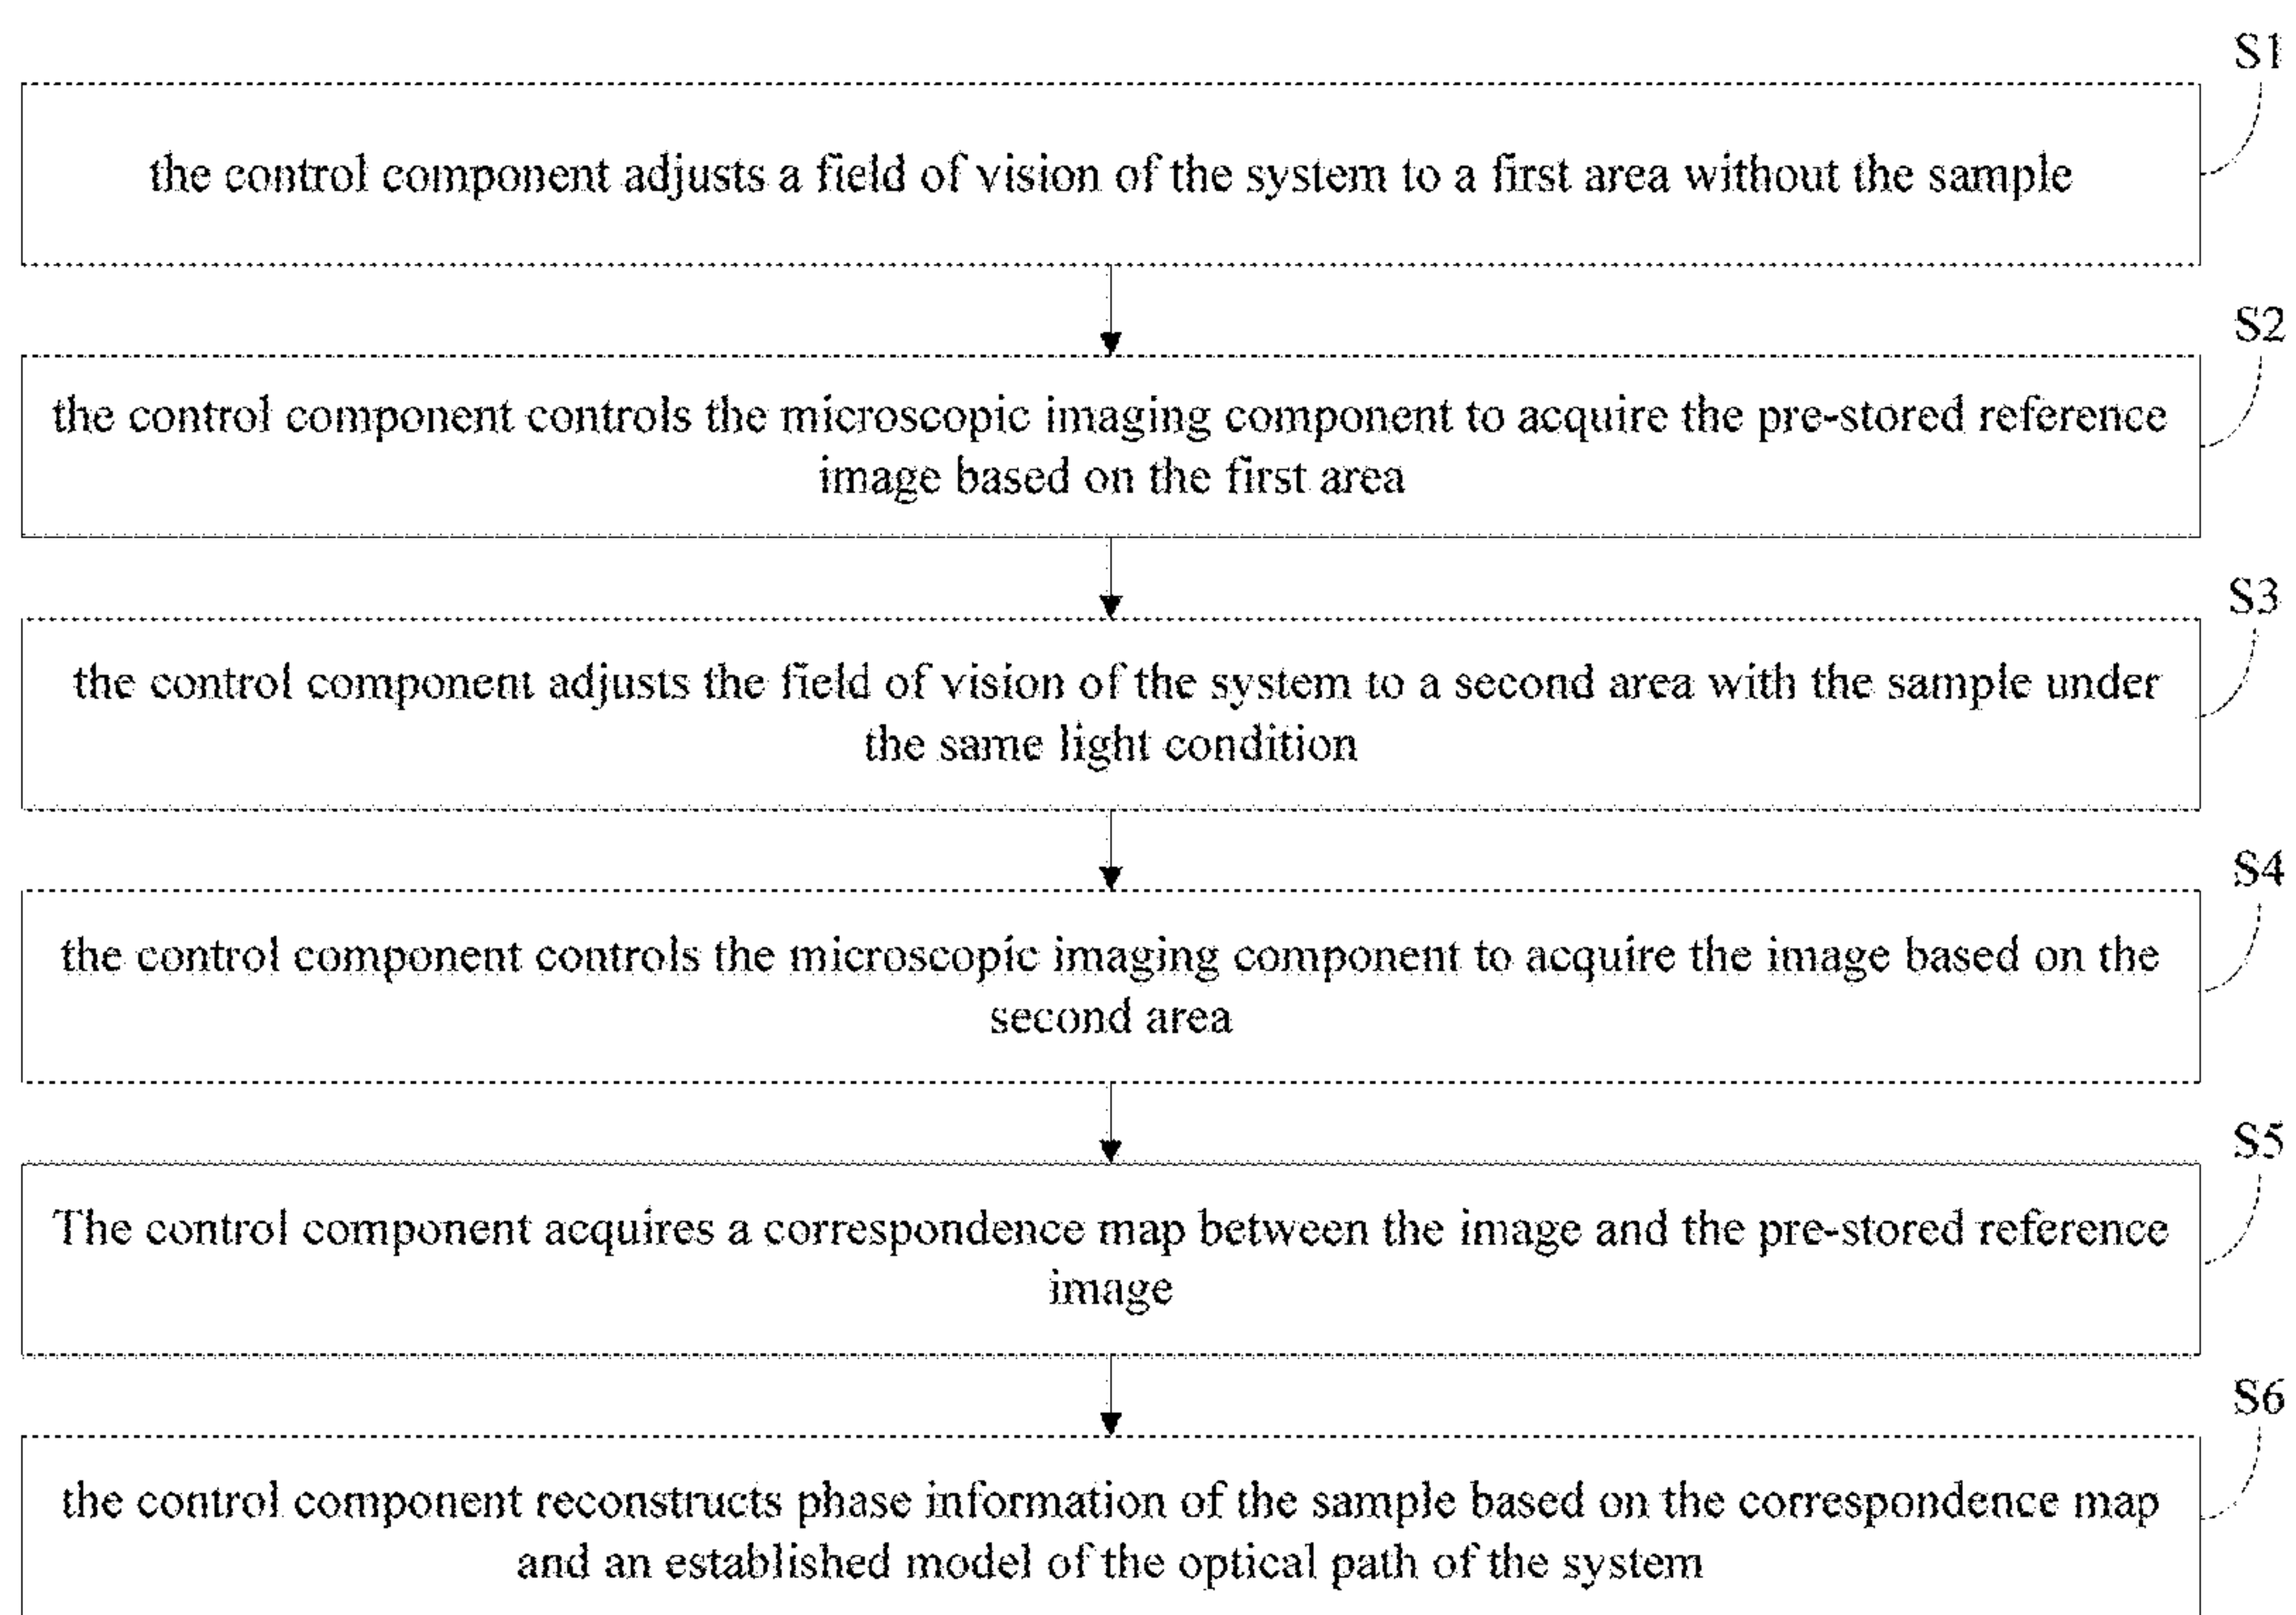 S1
the control component adjusts a field of vision of the system to a first area without the sample
S2
the control component controls the microscopic imaging component to acquire the pre-stored reference
image based on the first area
S3
the control component adjusts the field of vision of the system to a second area with the sample under
the same light condition
S4
the control component controls the microscopic imaging component to acquire the image based on the
second area
S5
The control component acquires a correspondence map between the image and the pre-stored reference
image
S6
the control component reconstructs phase information of the sample based on the correspondence map
and an established model of the optical path of the system